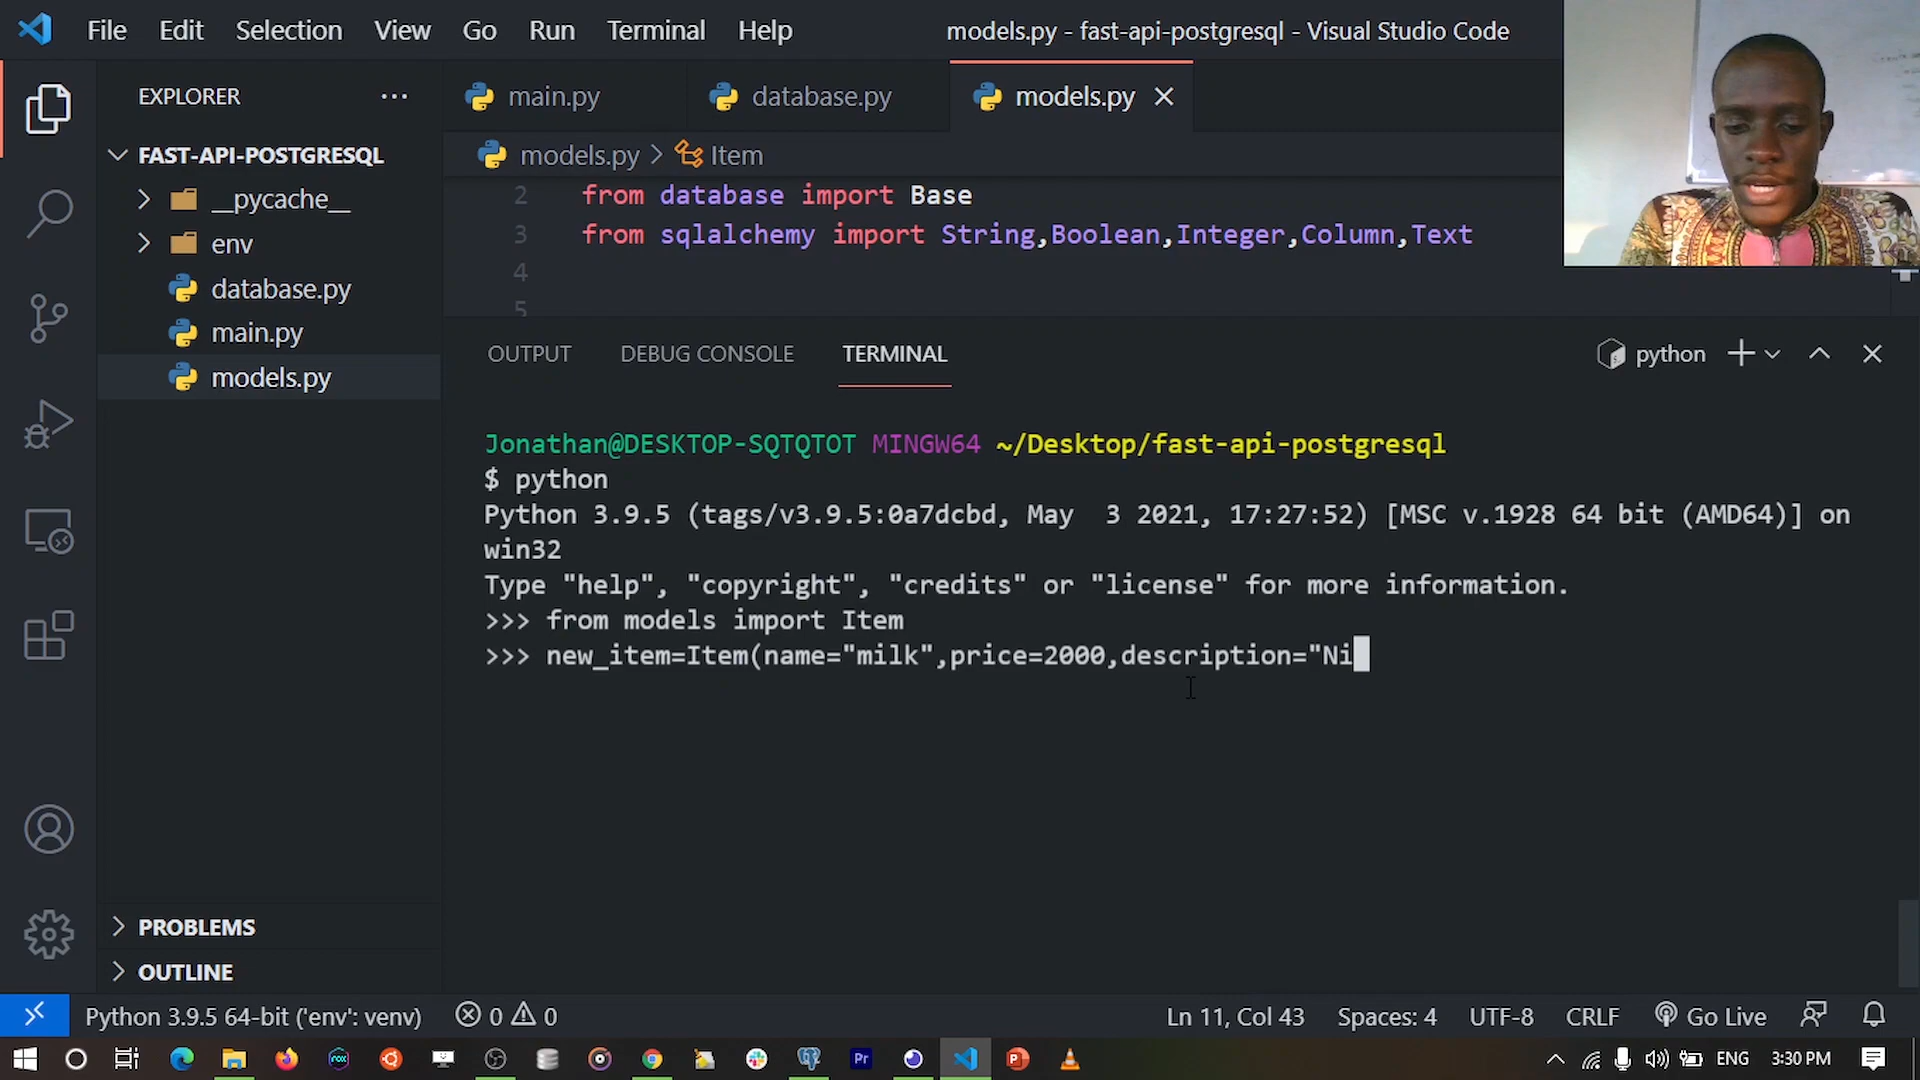 File Edit Selection View Go Run Terminal Help
models.py - fast-api-postgresql - Visual Studio Code
EXPLORER
main.py
database.py
models.py
FAST-API-POSTGRESQL
models.py > Item
__pycache__
2 from database import Base
env
3 from sqlalchemy import String,Boolean,Integer,Column,Text
4
database.py
5
main.py
OUTPUT DEBUG CONSOLE TERMINAL
python
models.py
Jonathan@DESKTOP-SQTQTOT MINGW64 ~/Desktop/fast-api-postgresql
$ python
Python 3.9.5 (tags/v3.9.5:0a7dcbd, May  3 2021, 17:27:52) [MSC v.1928 64 bit (AMD64)] on
win32
Type "help", "copyright", "credits" or "license" for more information.
>>> from models import Item
>>> new_item=Item(name="milk",price=2000,description="Ni
PROBLEMS
OUTLINE
Python 3.9.5 64-bit ('env': venv) 0 0 Ln 11, Col 43 Spaces: 4 UTF-8 CRLF Go Live
nox Pr ENG 3:30 PM